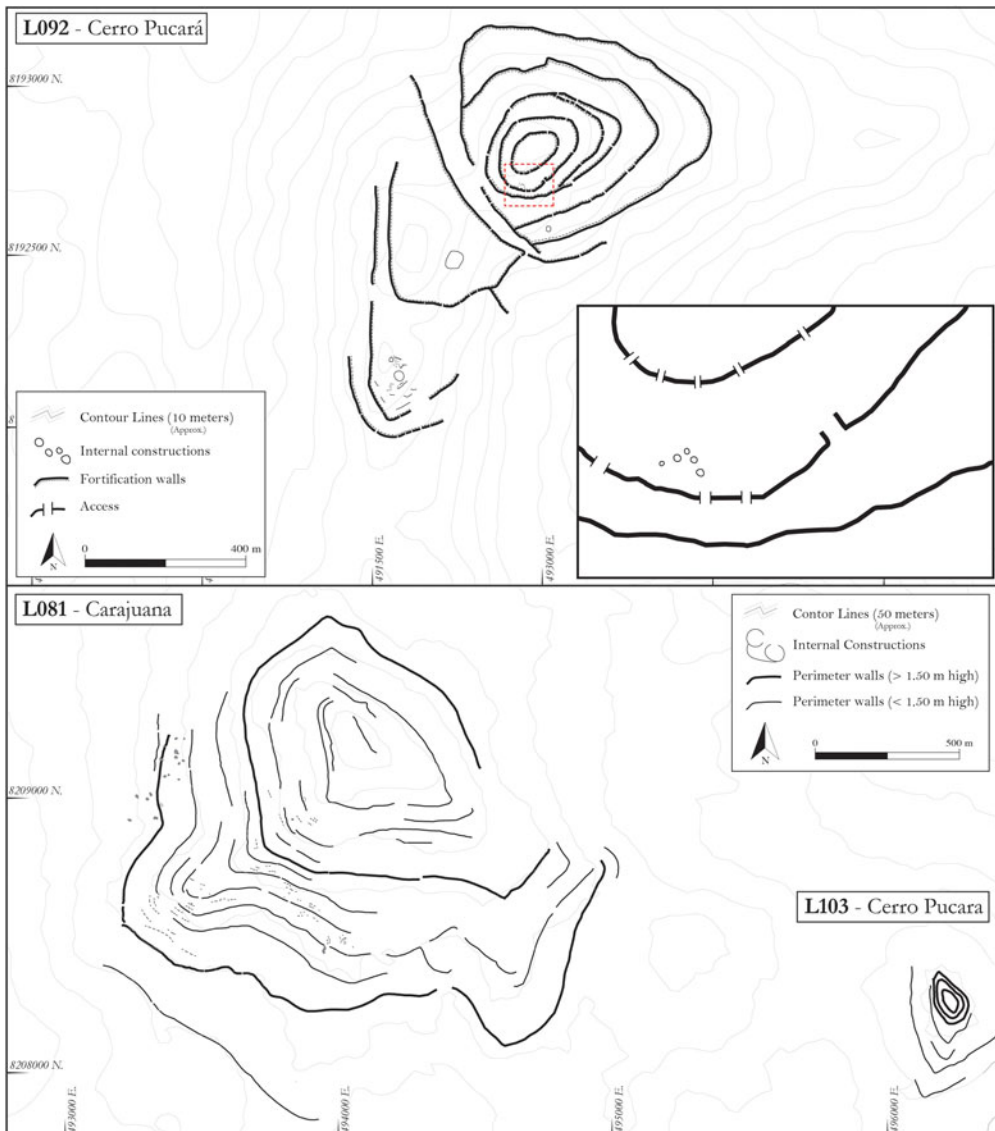 L092 - Cerro Pucará
8193000 N.
8192500 N.
8
Contour Lines (10 meters)
(Approx.)
Internal constructions
Fortification walls
Access
N
0 400 m
491500 E.
493000 E.
L081 - Carajuana
Contor Lines (50 meters)
(Approx.)
Internal Constructions
Perimeter walls (> 1.50 m high)
Perimeter walls (< 1.50 m high)
N
0 500 m
8209000 N.
L103 - Cerro Pucara
8208000 N.
493000 E.
494000 E.
495000 E.
496000 E.